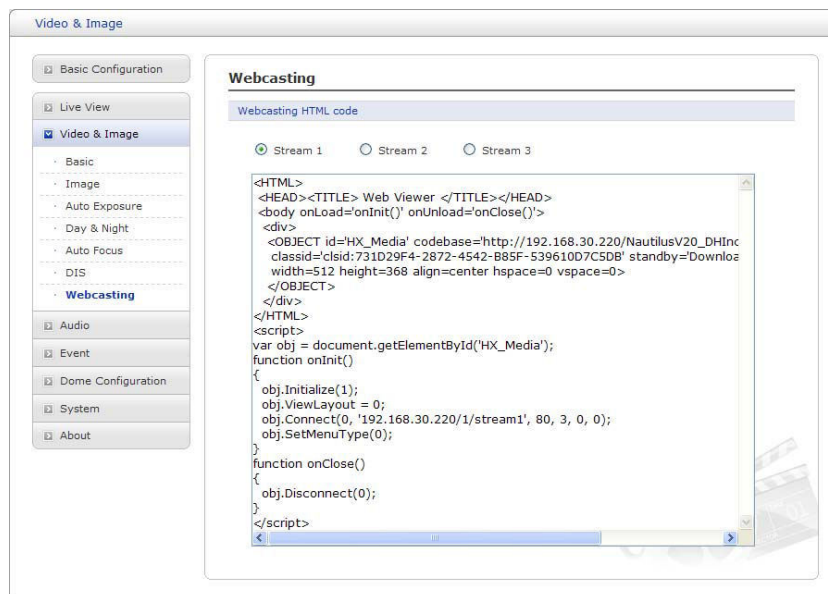 Video & Image
Basic Configuration
Live View
Video & Image
Basic
Image
Auto Exposure
Day & Night
Auto Focus
DIS
Webcasting
Audio
Event
Dome Configuration
System
About
Webcasting
Webcasting HTML code
Stream 1 Stream 2 Stream 3
<HTML>
<HEAD><TITLE> Web Viewer </TITLE></HEAD>
<body onLoad='onInit()' onUnload='onClose()'>
<div>
<OBJECT id='HX_Media' codebase='http://192.168.30.220/NautilusV20_DHInc
classid='clsid:731D29F4-2872-4542-B85F-539610D7C5DB' standby='Downloa
width=512 height=368 align=center hspace=0 vspace=0>
</OBJECT>
</div>
</HTML>
<script>
var obj = document.getElementById('HX_Media');
function onInit()
{
obj.Initialize(1);
obj.ViewLayout = 0;
obj.Connect(0, '192.168.30.220/1/stream1', 80, 3, 0, 0);
obj.SetMenuType(0);
}
function onClose()
{
obj.Disconnect(0);
}
</script>